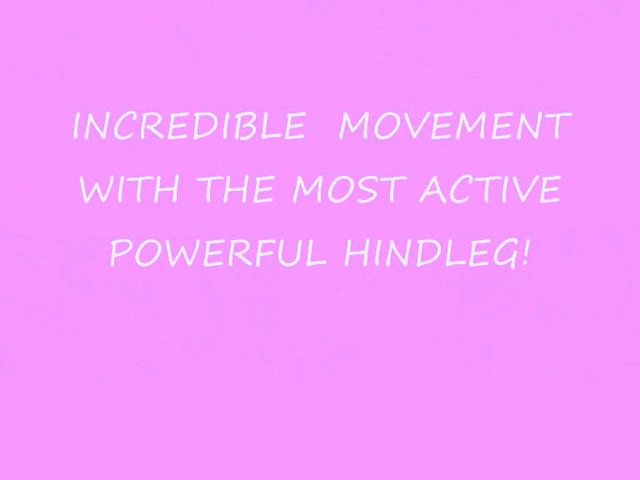 INCREDIBLE  MOVEMENT
WITH THE MOST ACTIVE
POWERFUL HINDLEG!